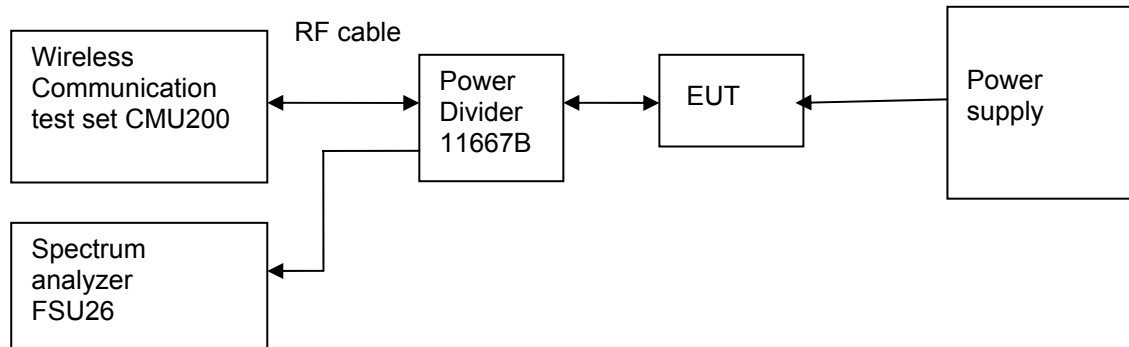 RF cable
Wireless
Communication
test set CMU200
Power
Divider
11667B
EUT
Power
supply
Spectrum
analyzer
FSU26